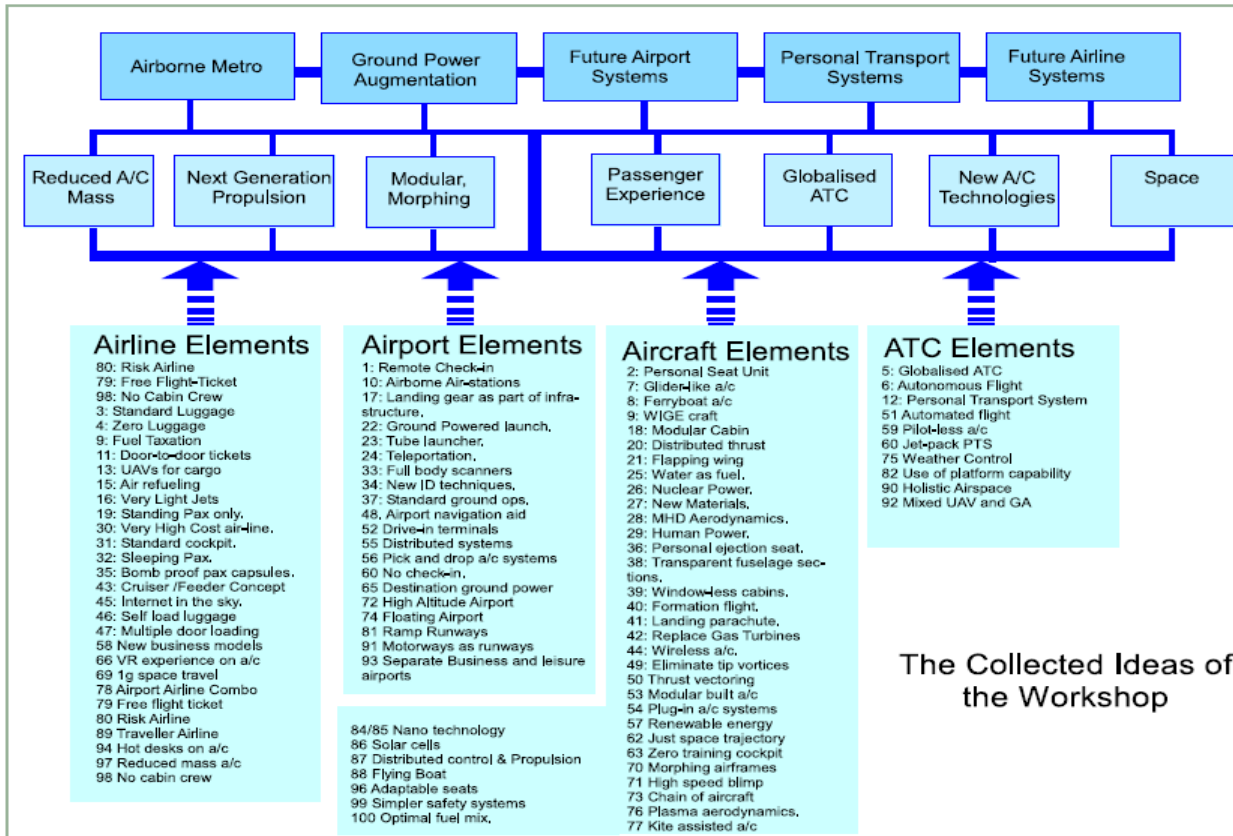 Airborne Metro
Ground Power
Augmentation
Future Airport
Systems
Personal Transport
Systems
Future Airline
Systems
Reduced A/C
Mass
Next Generation
Propulsion
Modular,
Morphing
Passenger
Experience
Globalised
ATC
New A/C
Technologies
Space
Airline Elements
80: Risk Airline
79: Free Flight-Ticket
98: No Cabin Crew
3: Standard Luggage
4: Zero Luggage
9: Fuel Taxation
11: Door-to-door tickets
13: UAVs for cargo
15: Air refueling
16: Very Light Jets
19: Standing Pax only.
30: Very High Cost air-line.
31: Standard cockpit.
32: Sleeping Pax.
35: Bomb proof pax capsules.
43: Cruiser /Feeder Concept
45: Internet in the sky.
46: Self load luggage
47: Multiple door loading
58 New business models
66 VR experience on a/c
69 1g space travel
78 Airport Airline Combo
79 Free flight ticket
80 Risk Airline
89 Traveller Airline
94 Hot desks on a/c
97 Reduced mass a/c
98 No cabin crew
Airport Elements
1: Remote Check-in
10: Airborne Air-stations
17: Landing gear as part of infra-
structure.
22: Ground Powered launch.
23: Tube launcher.
24: Teleportation.
33: Full body scanners
34: New ID techniques.
37: Standard ground ops.
48. Airport navigation aid
52 Drive-in terminals
55 Distributed systems
56 Pick and drop a/c systems
60 No check-in.
65 Destination ground power
72 High Altitude Airport
74 Floating Airport
81 Ramp Runways
91 Motorways as runways
93 Separate Business and leisure
airports
84/85 Nano technology
86 Solar cells
87 Distributed control & Propulsion
88 Flying Boat
96 Adaptable seats
99 Simpler safety systems
100 Optimal fuel mix.
Aircraft Elements
2: Personal Seat Unit
7: Glider-like a/c
8: Ferryboat a/c
9: WIGE craft
18: Modular Cabin
20: Distributed thrust
21: Flapping wing
25: Water as fuel.
26: Nuclear Power.
27: New Materials.
28: MHD Aerodynamics.
29: Human Power.
36: Personal ejection seat.
38: Transparent fuselage sec-
tions.
39: Window-less cabins.
40: Formation flight.
41: Landing parachute.
42: Replace Gas Turbines
44: Wireless a/c.
49: Eliminate tip vortices
50 Thrust vectoring
53 Modular built a/c
54 Plug-in a/c systems
57 Renewable energy
62 Just space trajectory
63 Zero training cockpit
70 Morphing airframes
71 High speed blimp
73 Chain of aircraft
76 Plasma aerodynamics.
77 Kite assisted a/c
ATC Elements
5: Globalised ATC
6: Autonomous Flight
12: Personal Transport System
51 Automated flight
59 Pilot-less a/c
60 Jet-pack PTS
75 Weather Control
82 Use of platform capability
90 Holistic Airspace
92 Mixed UAV and GA
The Collected Ideas of
the Workshop